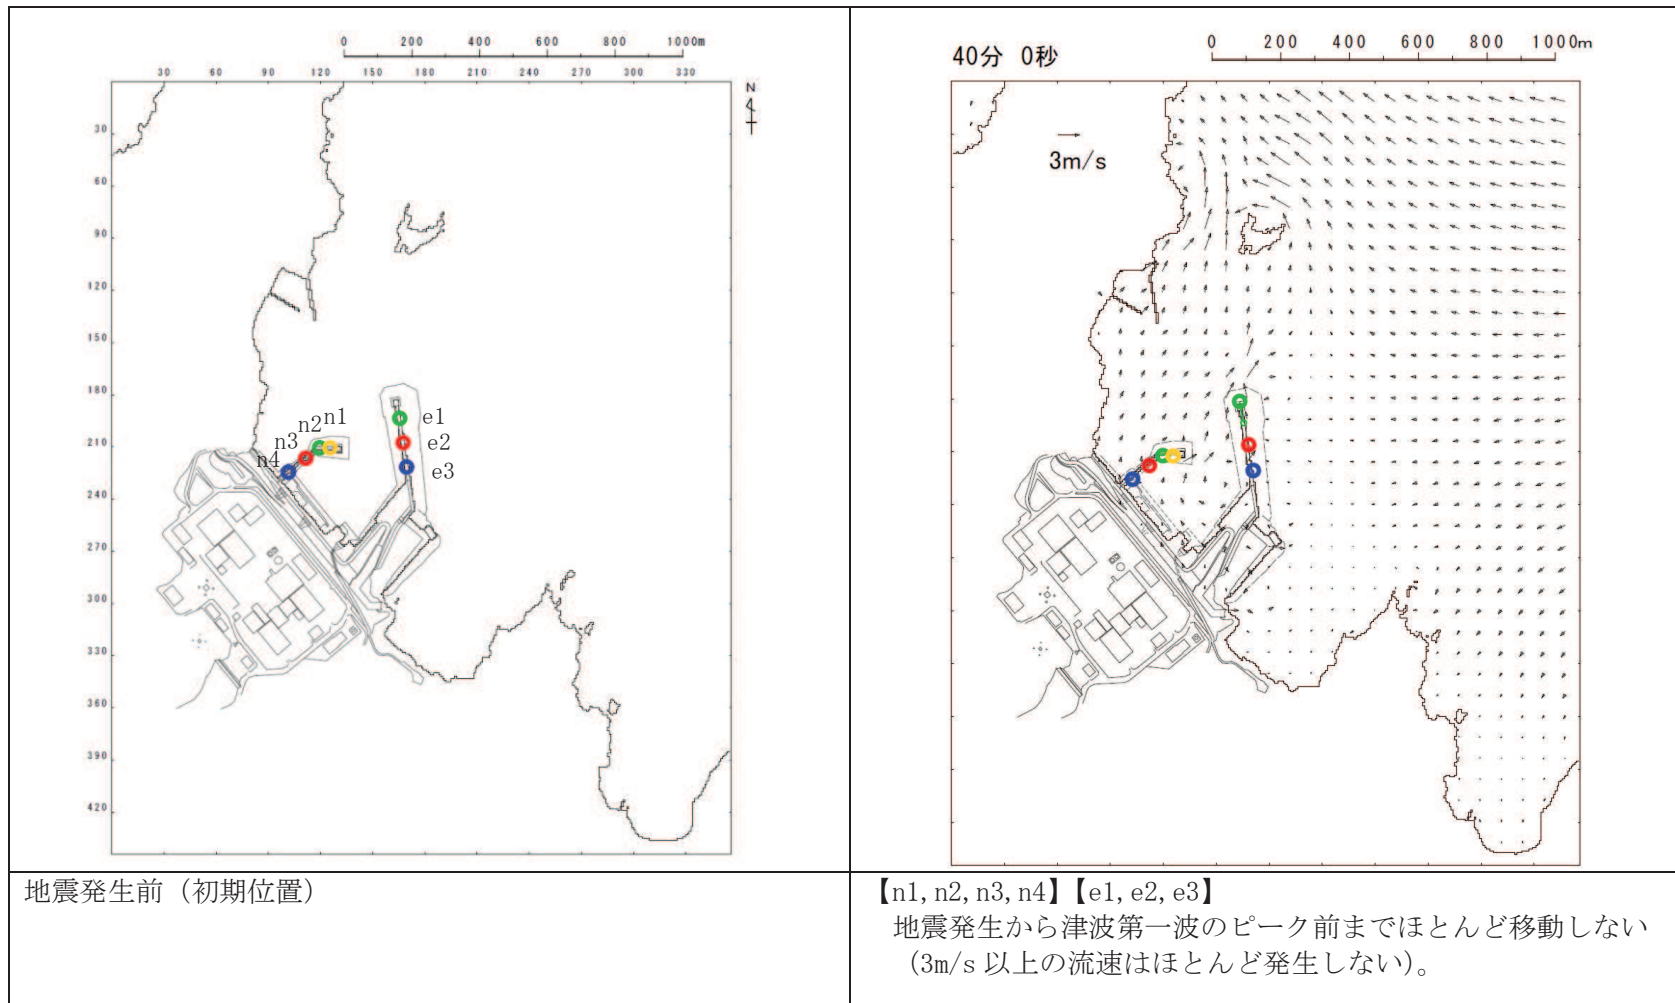 0 200 400 600 800 1000m
30 60 90 120 150 180 210 240 270 300 330
N
30
60
90
120
150
180
210
240
270
300
330
360
390
420
n1
n2
n3
n4
e1
e2
e3
地震発生前（初期位置）
40分 0秒
0 200 400 600 800 1000m
3m/s
【n1, n2, n3, n4】【e1, e2, e3】
地震発生から津波第一波のピーク前までほとんど移動しない
（3m/s 以上の流速はほとんど発生しない）。